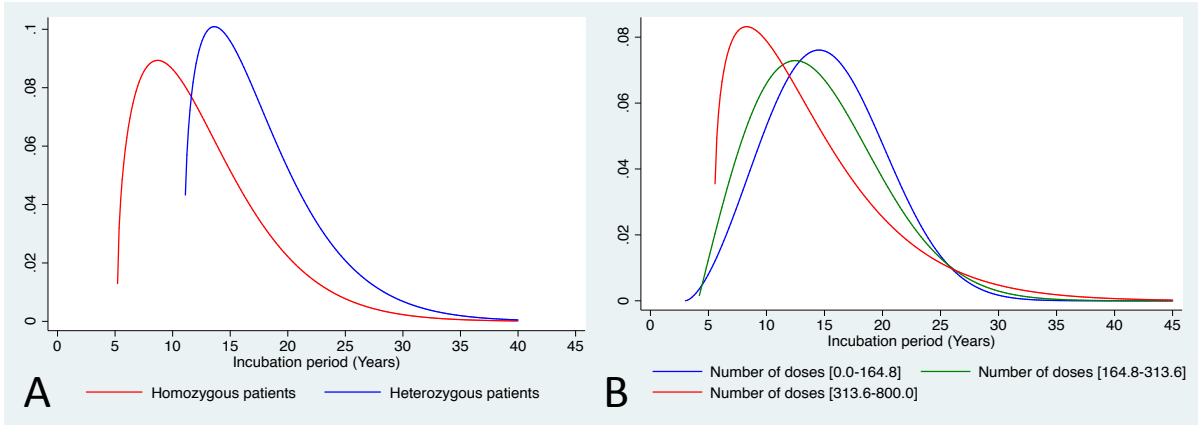 .1
.08
.06
.04
.02
0
0 5 10 15 20 25 30 35 40 45
Incubation period (Years)
A
Homozygous patients
Heterozygous patients
.08
.06
.04
.02
0
0 5 10 15 20 25 30 35 40 45
Incubation period (Years)
B
Number of doses [0.0-164.8]
Number of doses [164.8-313.6]
Number of doses [313.6-800.0]